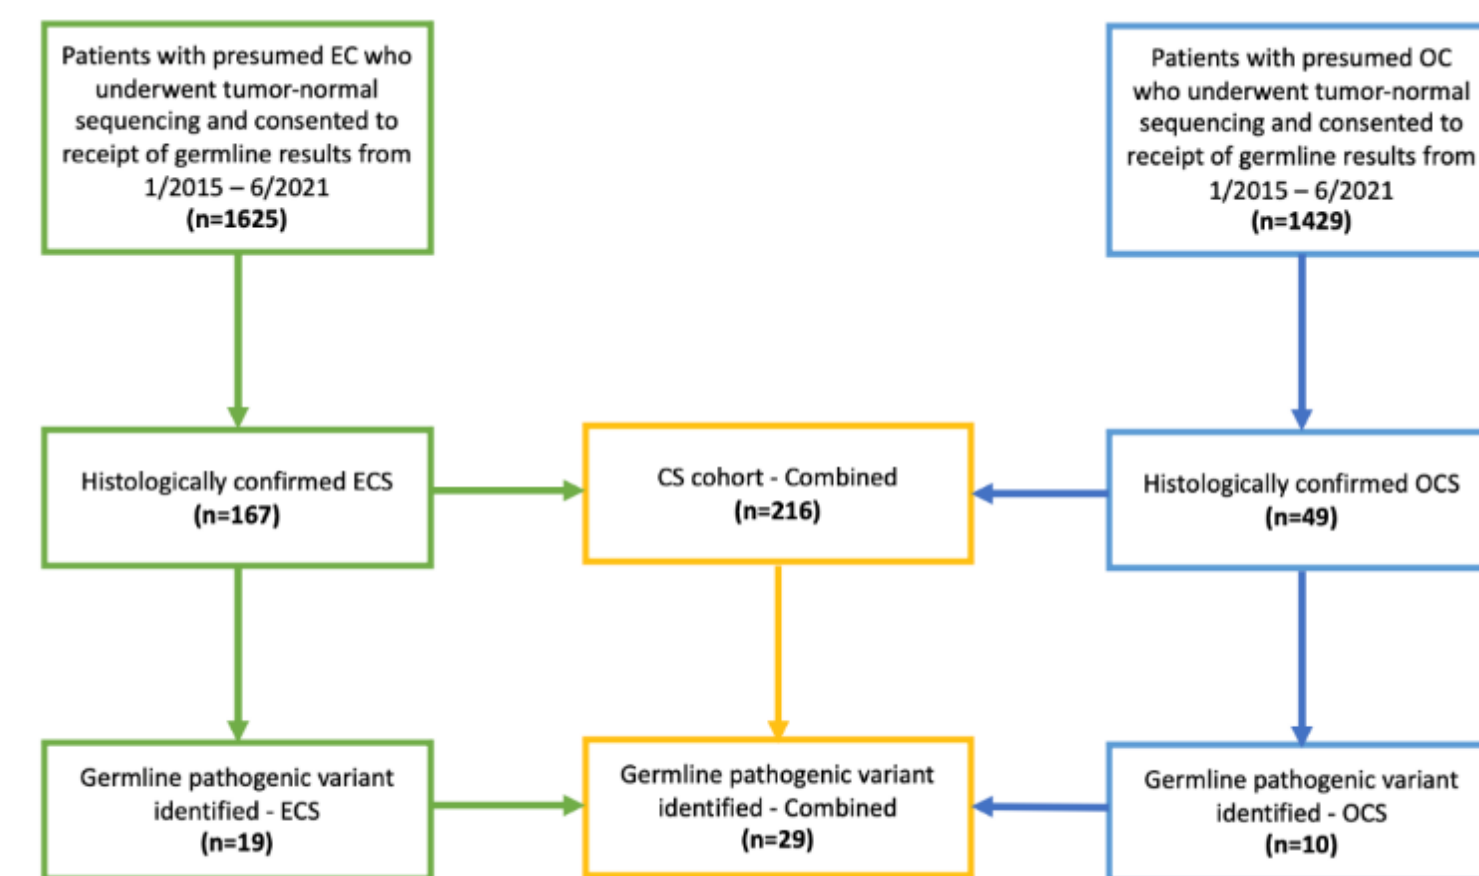 Patients with presumed EC who
underwent tumor-normal
sequencing and consented to
receipt of germline results from
1/2015 – 6/2021
(n=1625)
Patients with presumed OC
who underwent tumor-normal
sequencing and consented to
receipt of germline results from
1/2015 – 6/2021
(n=1429)
Histologically confirmed ECS
(n=167)
CS cohort - Combined
(n=216)
Histologically confirmed OCS
(n=49)
Germline pathogenic variant
identified - ECS
(n=19)
Germline pathogenic variant
identified - Combined
(n=29)
Germline pathogenic variant
identified - OCS
(n=10)